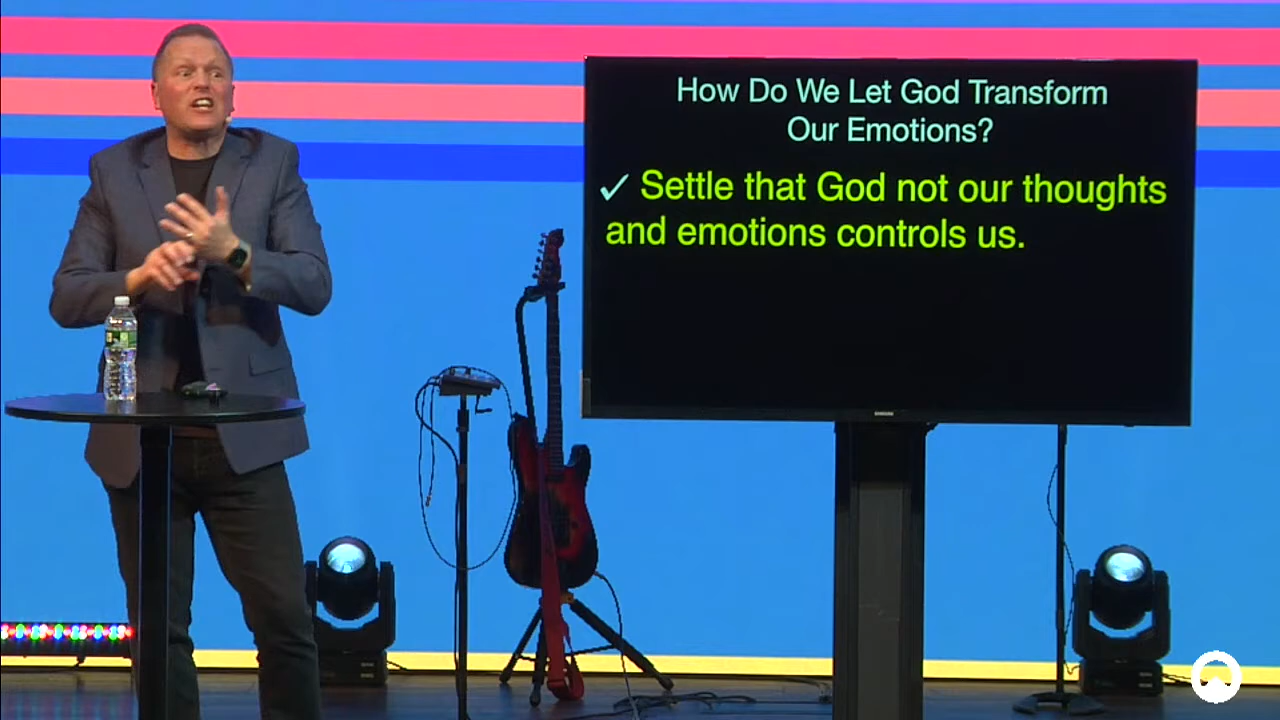 How Do We Let God Transform
Our Emotions?
✓ Settle that God not our thoughts
and emotions controls us.